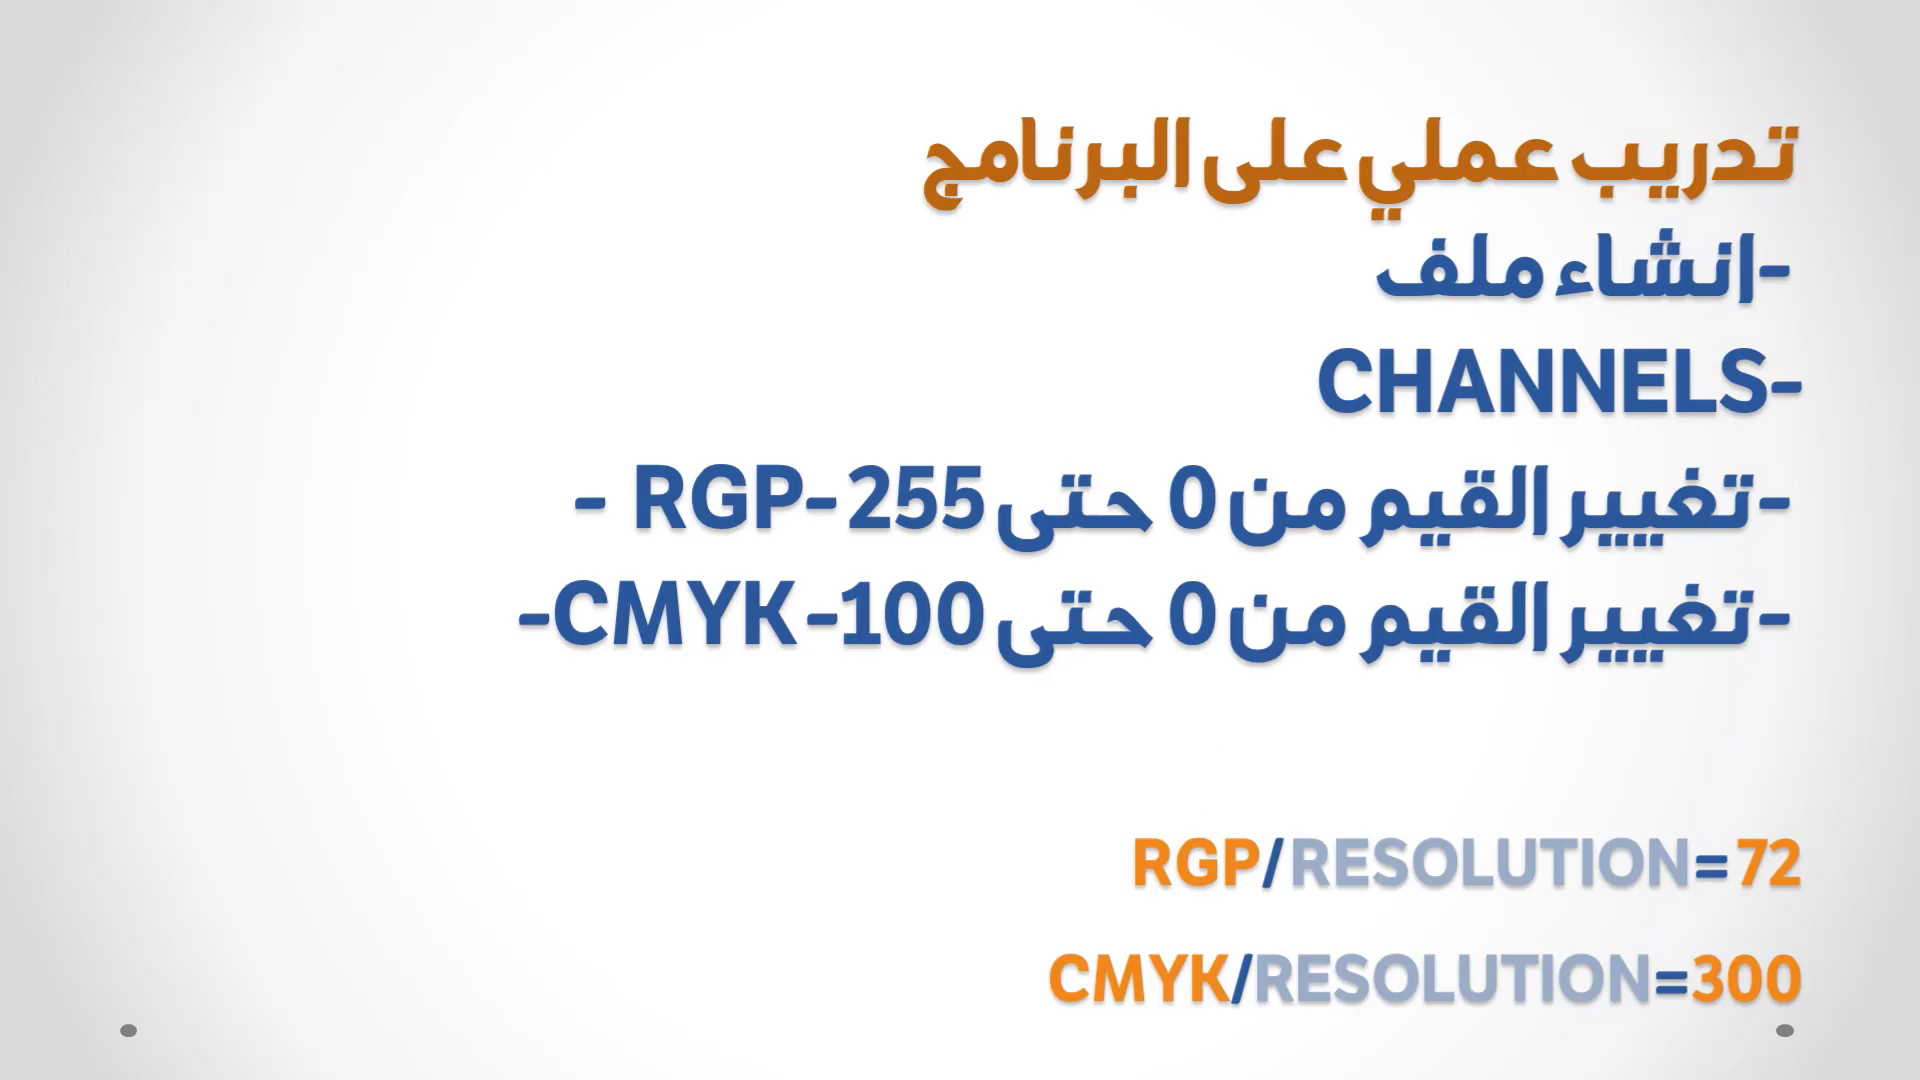 تدريب عملي على البرنامج
-انشاء ملف
CHANNELS-
-تغيير القيم من 0 حتى 255 -RGP -
-تغيير القيم من 0 حتى 100- CMYK-
RGP/RESOLUTION=72
CMYK/RESOLUTION=300